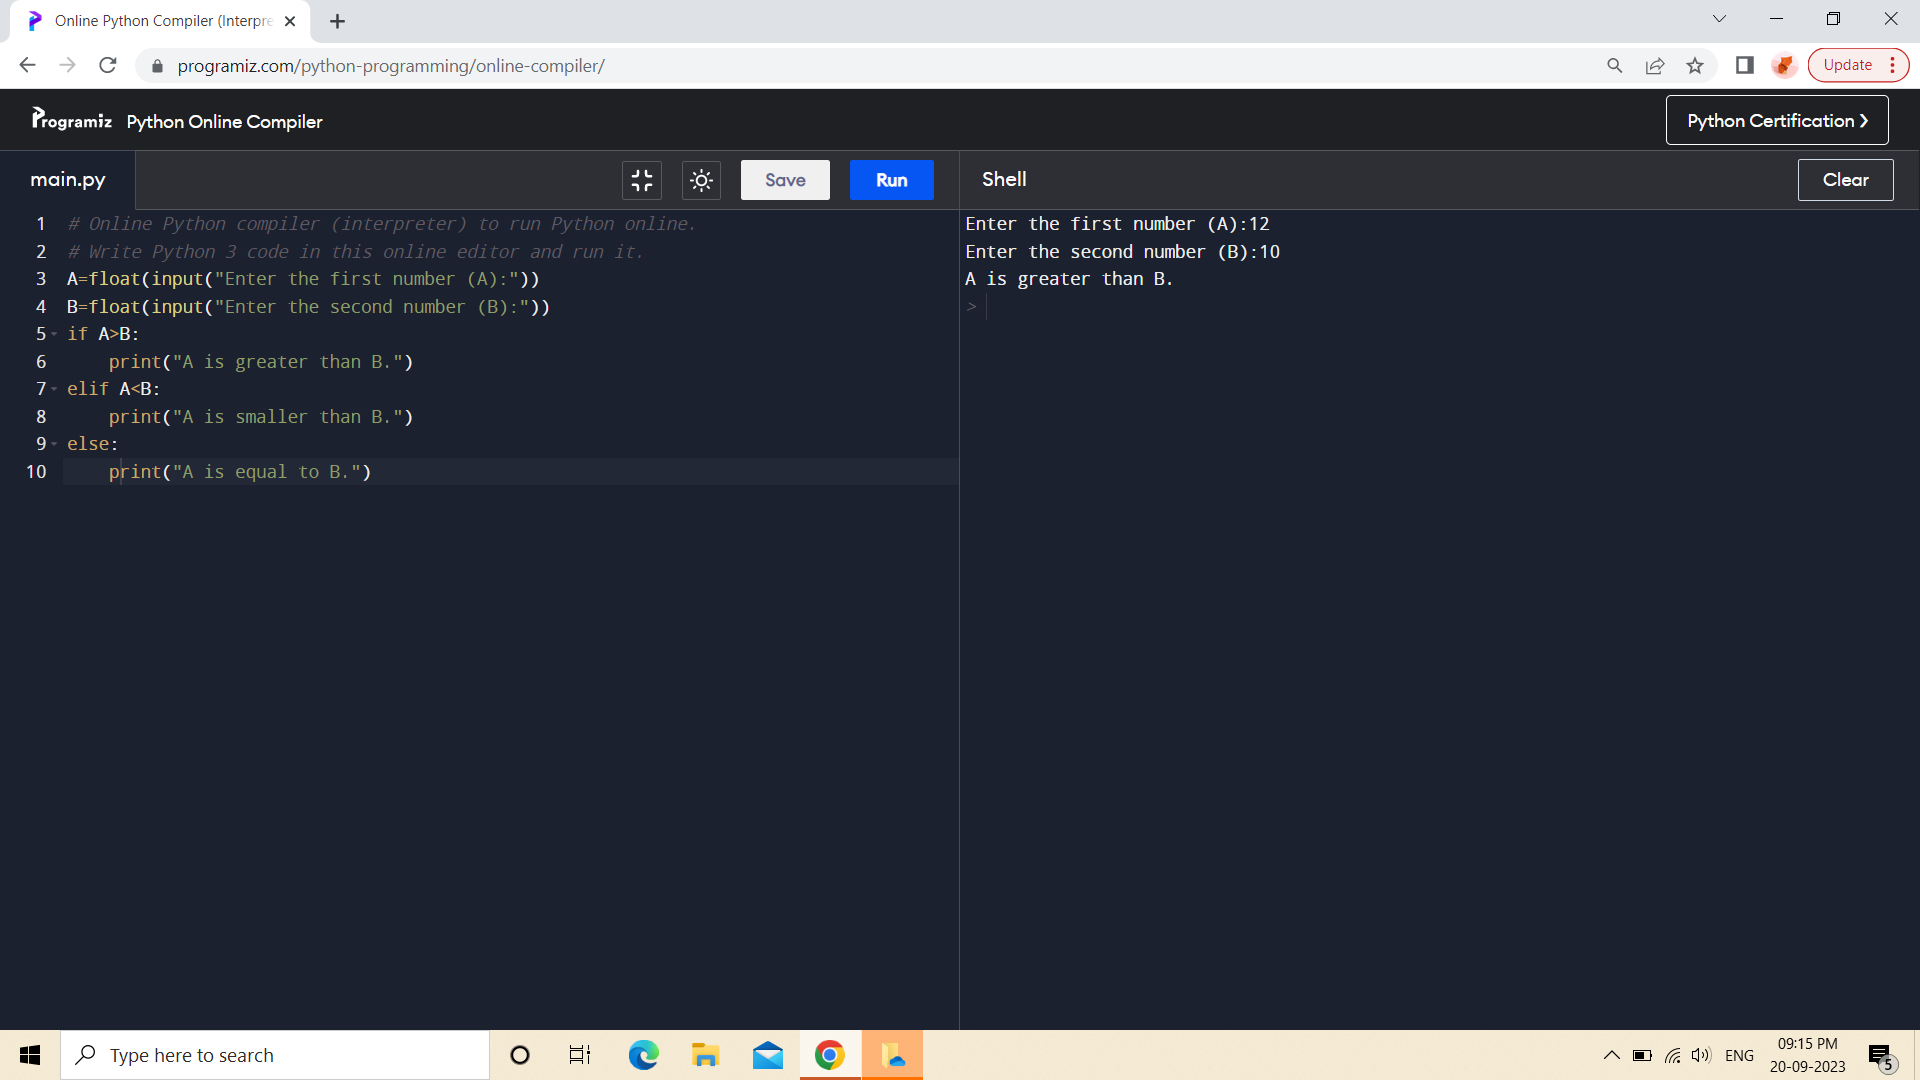 Online Python Compiler (Interpre
programiz.com/python-programming/online-compiler/
Update
Programiz Python Online Compiler
Python Certification
main.py
Save
Run
Shell
Clear
1 # Online Python compiler (interpreter) to run Python online.
2 # Write Python 3 code in this online editor and run it.
3 A=float(input("Enter the first number (A):"))
4 B=float(input("Enter the second number (B):"))
5 if A>B:
6 print("A is greater than B.")
7 elif A<B:
8 print("A is smaller than B.")
9 else:
10 print("A is equal to B.")
Enter the first number (A):12
Enter the second number (B):10
A is greater than B.
>
Type here to search
ENG
09:15 PM
20-09-2023
5